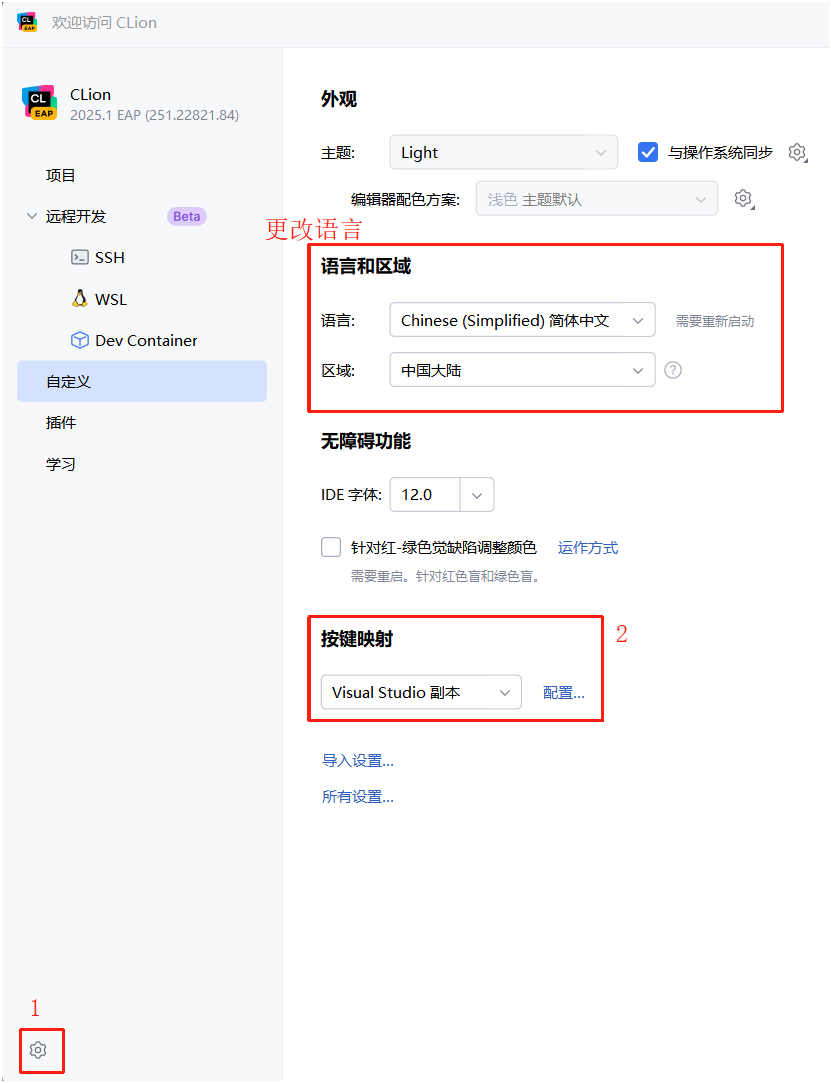 欢迎访问 CLion
CLion
2025.1 EAP (251.22821.84)
项目
远程开发 Beta
SSH
WSL
Dev Container
自定义
插件
学习
1
外观
主题: Light 与操作系统同步
编辑器配色方案: 浅色 主题默认
更改语言
语言和区域
语言: Chinese (Simplified) 简体中文 需要重新启动
区域: 中国大陆
无障碍功能
IDE 字体: 12.0
针对红-绿色觉缺陷调整颜色 运作方式
需要重启。针对红色盲和绿色盲。
按键映射 2
Visual Studio 副本 配置...
导入设置...
所有设置...